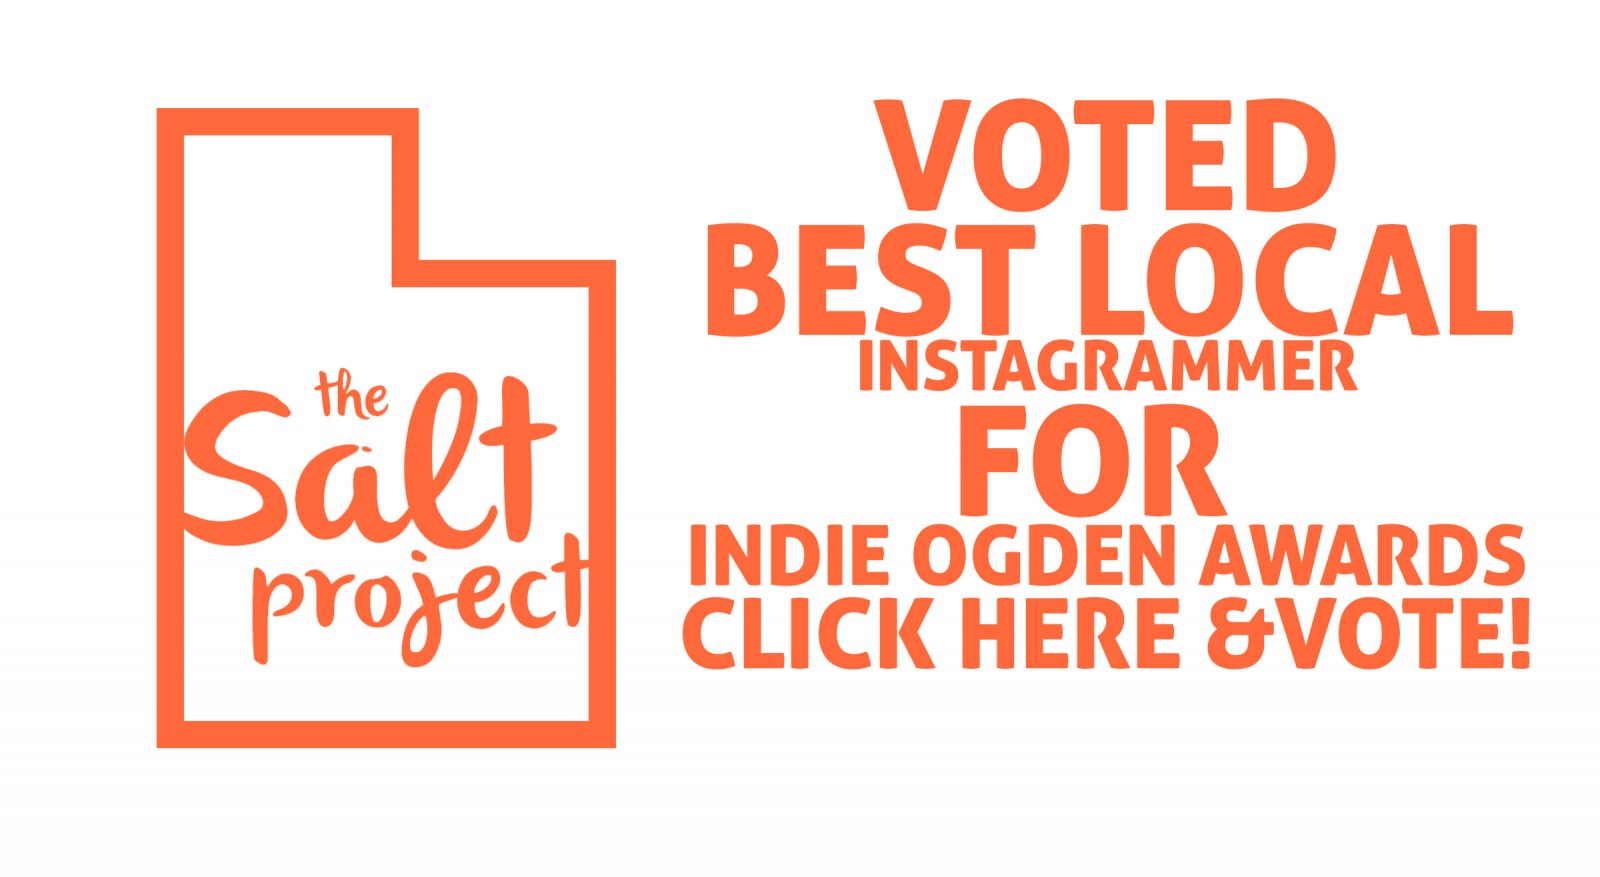 the
Salt
project
VOTED
BEST LOCAL
INSTAGRAMMER
FOR
INDIE OGDEN AWARDS
CLICK HERE &VOTE!